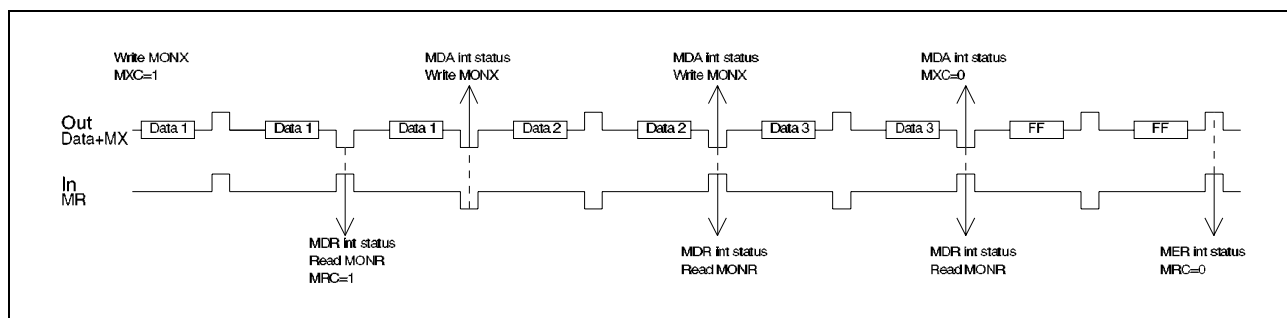 Write MONX
MXC=1
MDA int status
Write MONX
MDA int status
Write MONX
MDA int status
MXC=0
Out
Data+MX
Data 1
Data 1
Data 1
Data 2
Data 2
Data 3
Data 3
FF
FF
In
MR
MDR int status
Read MONR
MRC=1
MDR int status
Read MONR
MDR int status
Read MONR
MER int status
MRC=0